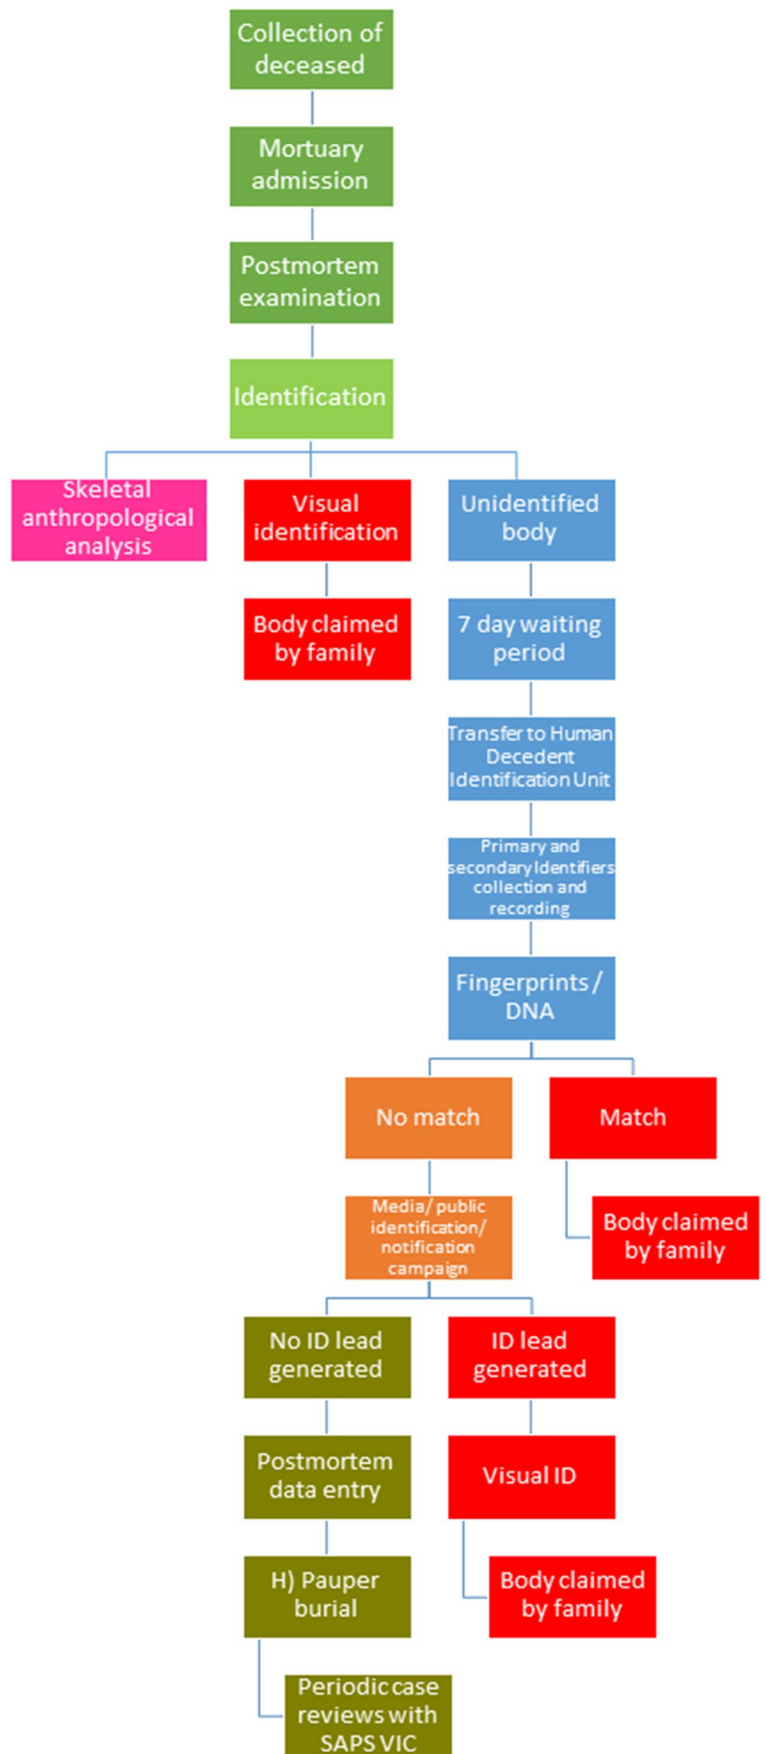 Collection of
deceased
Mortuary
admission
Postmortem
examination
Identification
Skeletal
anthropological
analysis
Visual
identification
Unidentified
body
Body claimed
by family
7 day waiting
period
Transfer to Human
Decedent
Identification Unit
Primary and
secondary Identifiers
collection and
recording
Fingerprints /
DNA
No match
Match
Media/ public
identification/
notification
campaign
Body claimed
by family
No ID lead
generated
ID lead
generated
Postmortem
data entry
Visual ID
H) Pauper
burial
Body claimed
by family
Periodic case
reviews with
SAPS VIC